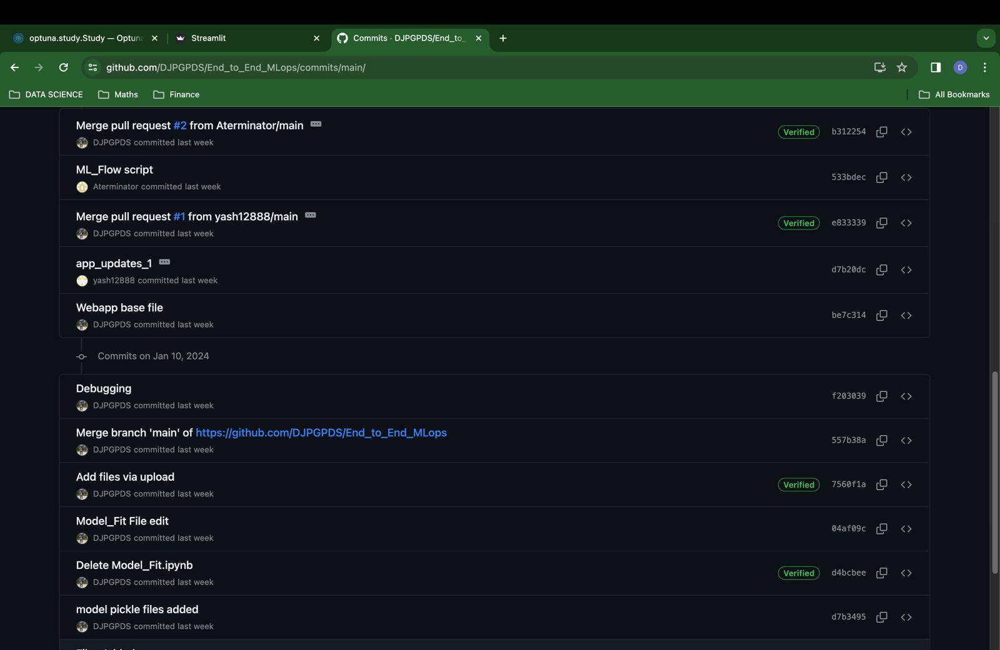 optuna.study.Study — Optuna
Streamlit
Commits · DJPGPDS/End_to_
github.com/DJPGPDS/End_to_End_MLops/commits/main/
D
DATA SCIENCE
Maths
Finance
All Bookmarks
Merge pull request #2 from Aterminator/main
DJPGPDS committed last week
Verified
b312254
ML_Flow script
Aterminator committed last week
533bdec
Merge pull request #1 from yash12888/main
DJPGPDS committed last week
Verified
e833339
app_updates_1
yash12888 committed last week
d7b20dc
Webapp base file
DJPGPDS committed last week
be7c314
Commits on Jan 10, 2024
Debugging
DJPGPDS committed last week
f203039
Merge branch 'main' of https://github.com/DJPGPDS/End_to_End_MLops
DJPGPDS committed last week
557b38a
Add files via upload
DJPGPDS committed last week
Verified
7560f1a
Model_Fit File edit
DJPGPDS committed last week
04af09c
Delete Model_Fit.ipynb
DJPGPDS committed last week
Verified
d4bcbee
model pickle files added
DJPGPDS committed last week
d7b3495